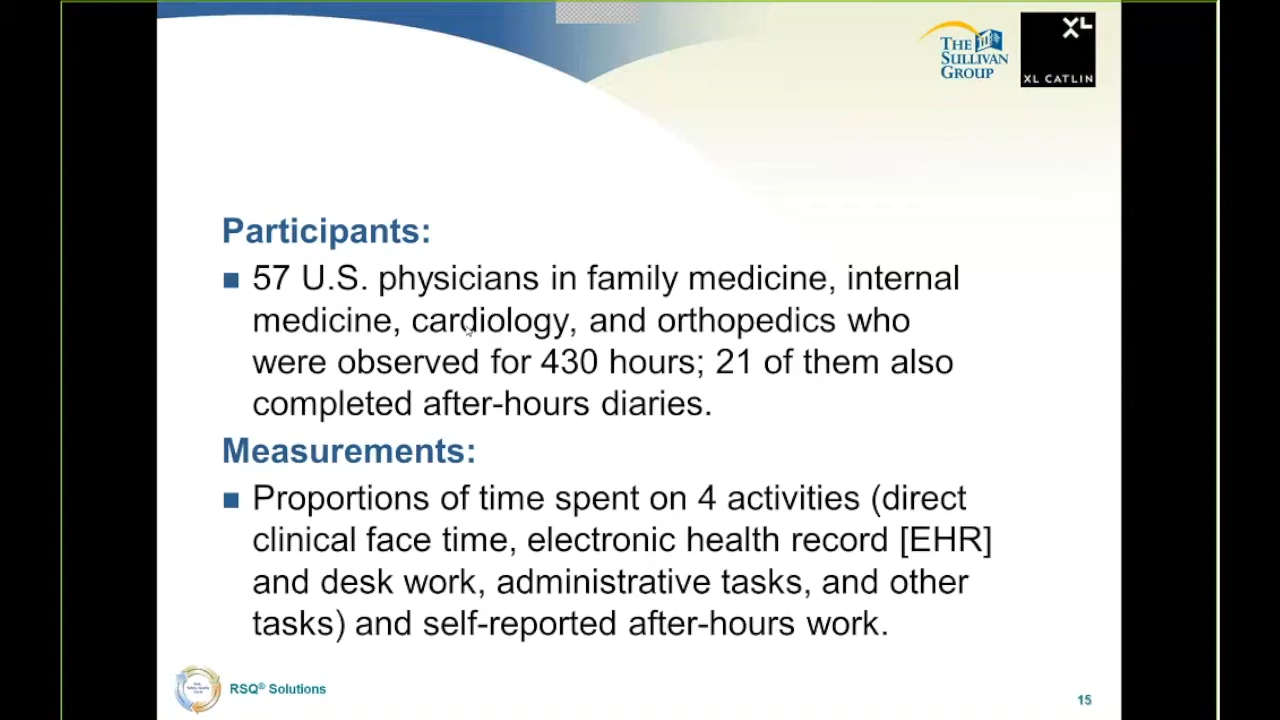 THE
SULLIVAN
GROUP
XL
XL CATLIN
Participants:
57 U.S. physicians in family medicine, internal
medicine, cardiology, and orthopedics who
were observed for 430 hours; 21 of them also
completed after-hours diaries.
Measurements:
Proportions of time spent on 4 activities (direct
clinical face time, electronic health record [EHR]
and desk work, administrative tasks, and other
tasks) and self-reported after-hours work.
RSQ® Solutions
15